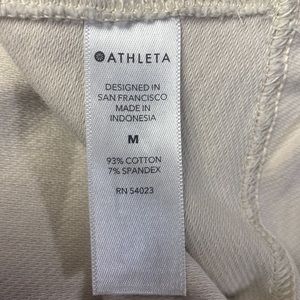 ATHLETA
DESIGNED IN
SAN FRANCISCO
MADE IN
INDONESIA
M
93% COTTON
7% SPANDEX
RN 54023